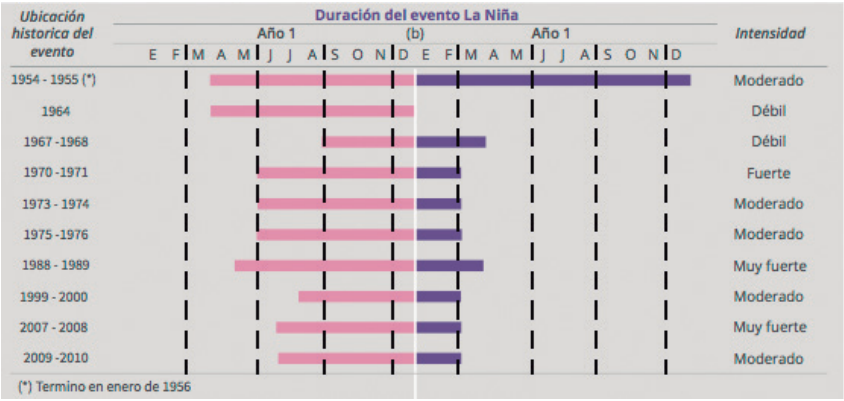 Ubicación historica del evento
Duración del evento La Niña
Año 1 (b) Año 1
Intensidad
E F M A M J J A S O N D E F M A M J J A S O N D
1954 - 1955 (*) Moderado
1964 Débil
1967 -1968 Débil
1970 -1971 Fuerte
1973 - 1974 Moderado
1975 -1976 Moderado
1988 - 1989 Muy fuerte
1999 - 2000 Moderado
2007 - 2008 Muy fuerte
2009 -2010 Moderado
(*) Termino en enero de 1956